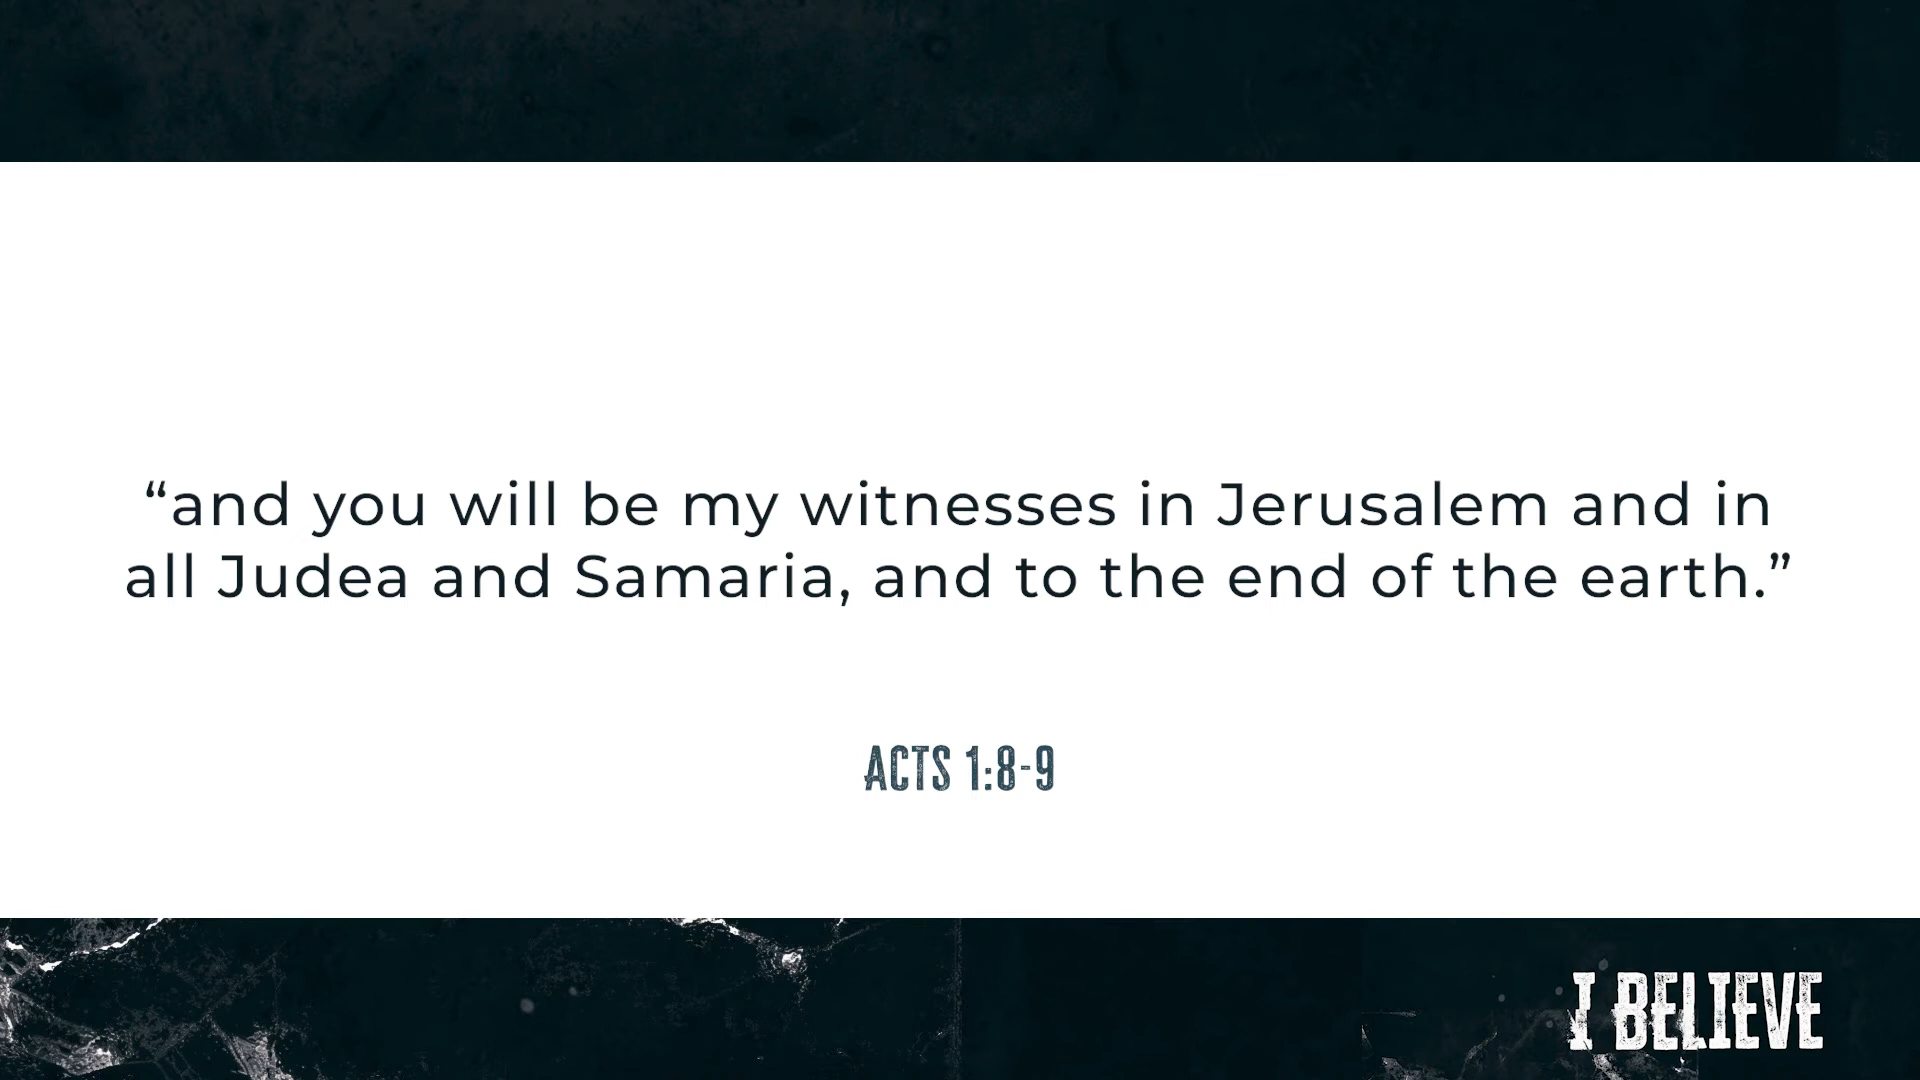 “and you will be my witnesses in Jerusalem and in
all Judea and Samaria, and to the end of the earth.”
ACTS 1:8-9
I BELIEVE